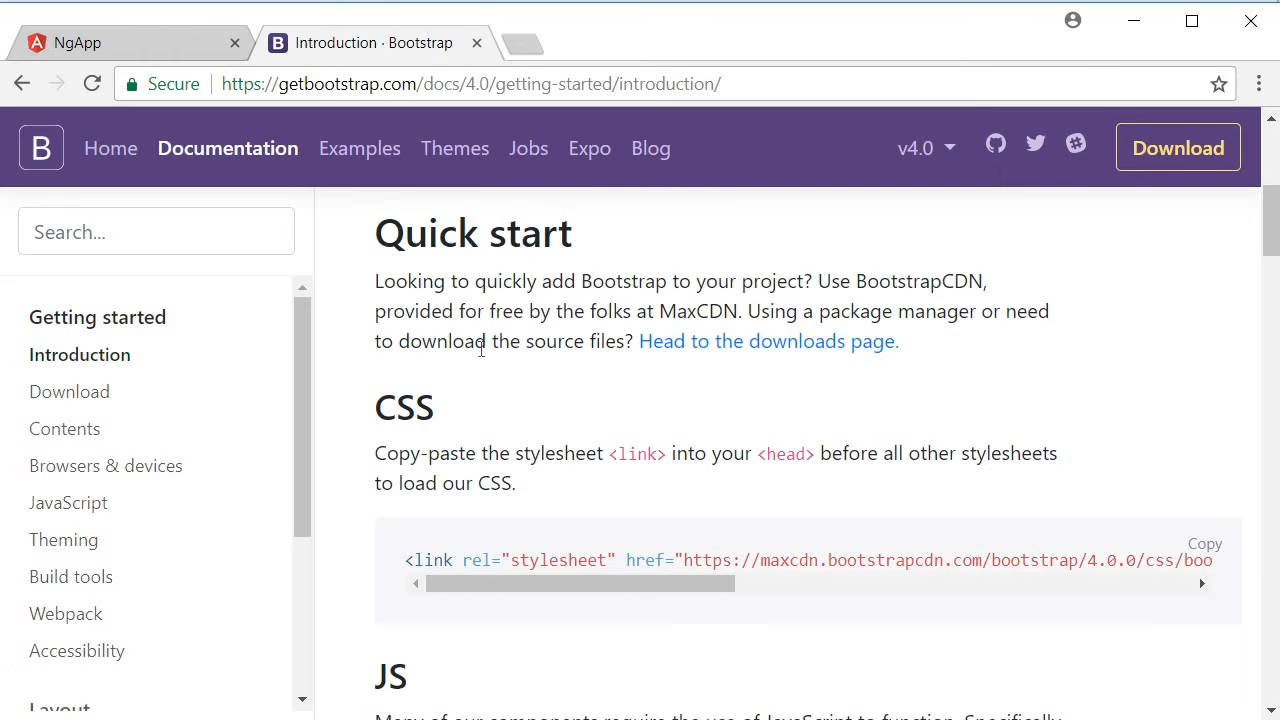 NgApp
Introduction · Bootstrap
Secure https://getbootstrap.com/docs/4.0/getting-started/introduction/
B Home Documentation Examples Themes Jobs Expo Blog v4.0 Download
Search...
Getting started
Introduction
Download
Contents
Browsers & devices
JavaScript
Theming
Build tools
Webpack
Accessibility
Layout
Quick start
Looking to quickly add Bootstrap to your project? Use BootstrapCDN,
provided for free by the folks at MaxCDN. Using a package manager or need
to download the source files? Head to the downloads page.
CSS
Copy-paste the stylesheet <link> into your <head> before all other stylesheets
to load our CSS.
Copy
<link rel="stylesheet" href="https://maxcdn.bootstrapcdn.com/bootstrap/4.0.0/css/boo
JS
Many of our components require the use of JavaScript to function. Specifically